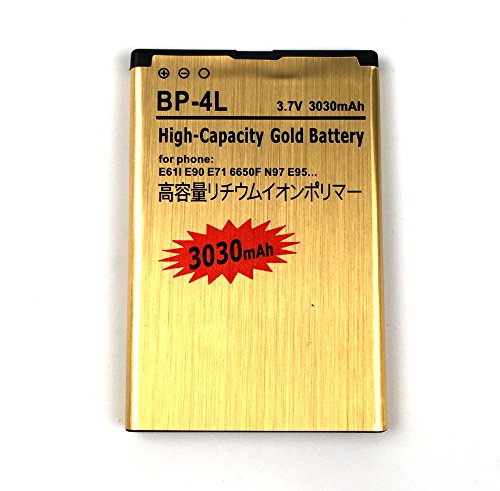 ⊕ ⊖ ⊖
BP-4L 3.7V 3030mAh
High-Capacity Gold Battery
for phone:
E61I E90 E71 6650F N97 E95...
高容量リチウムイオンポリマー
3030mAh